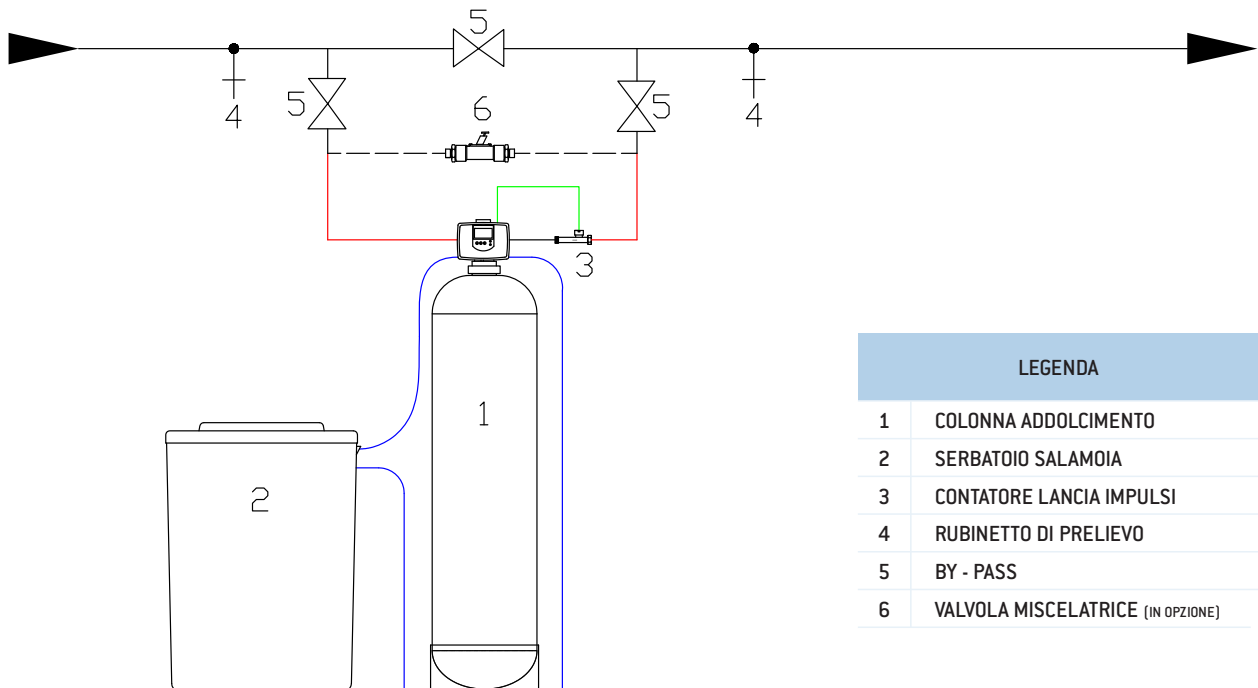 5
4
5
5
4
6
3
1
2
LEGENDA
1 COLONNA ADDOLCIMENTO
2 SERBATOIO SALAMOIA
3 CONTATORE LANCIA IMPULSI
4 RUBINETTO DI PRELIEVO
5 BY - PASS
6 VALVOLA MISCELATRICE (IN OPZIONE)